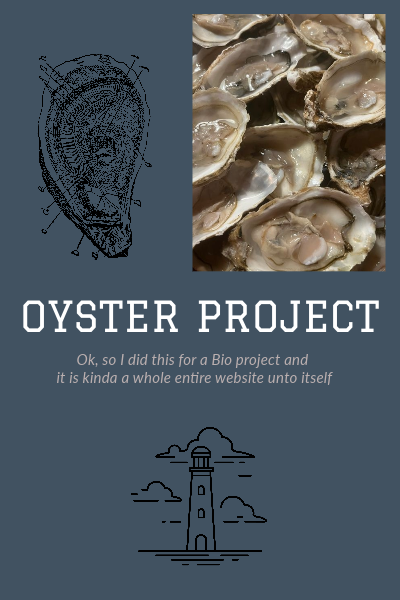 OYSTER PROJECT
Ok, so I did this for a Bio project and
it is kinda a whole entire website unto itself